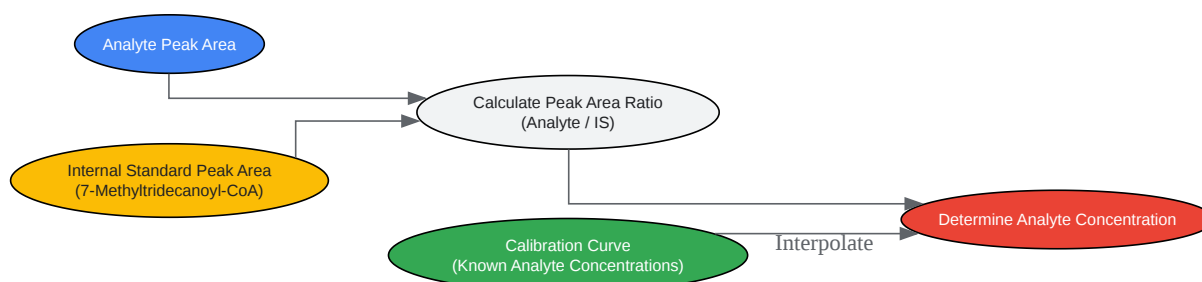 Analyte Peak Area
Calculate Peak Area Ratio
(Analyte / IS)
Internal Standard Peak Area
(7-Methyltridecanoyl-CoA)
Determine Analyte Concentration
Calibration Curve
(Known Analyte Concentrations)
Interpolate